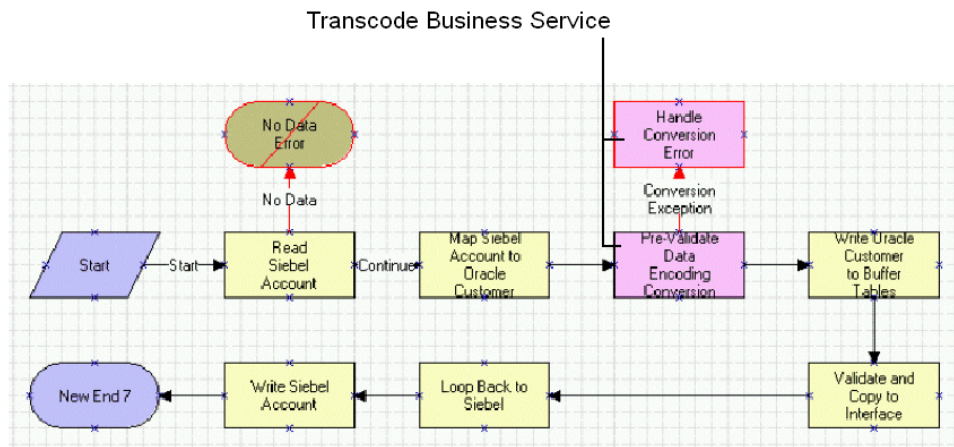 Transcode Business Service
No Data
Error
Handle
Conversion
Error
No Data
Conversion
Exception
Start
Start
Read
Siebel
Account
Continue
Map Siebel
Account to
Oracle
Customer
Pre-Validate
Data
Encoding
Conversion
Write Oracle
Customer
to Buffer
Tables
New End 7
Write Siebel
Account
Loop Back to
Siebel
Validate and
Copy to
Interface